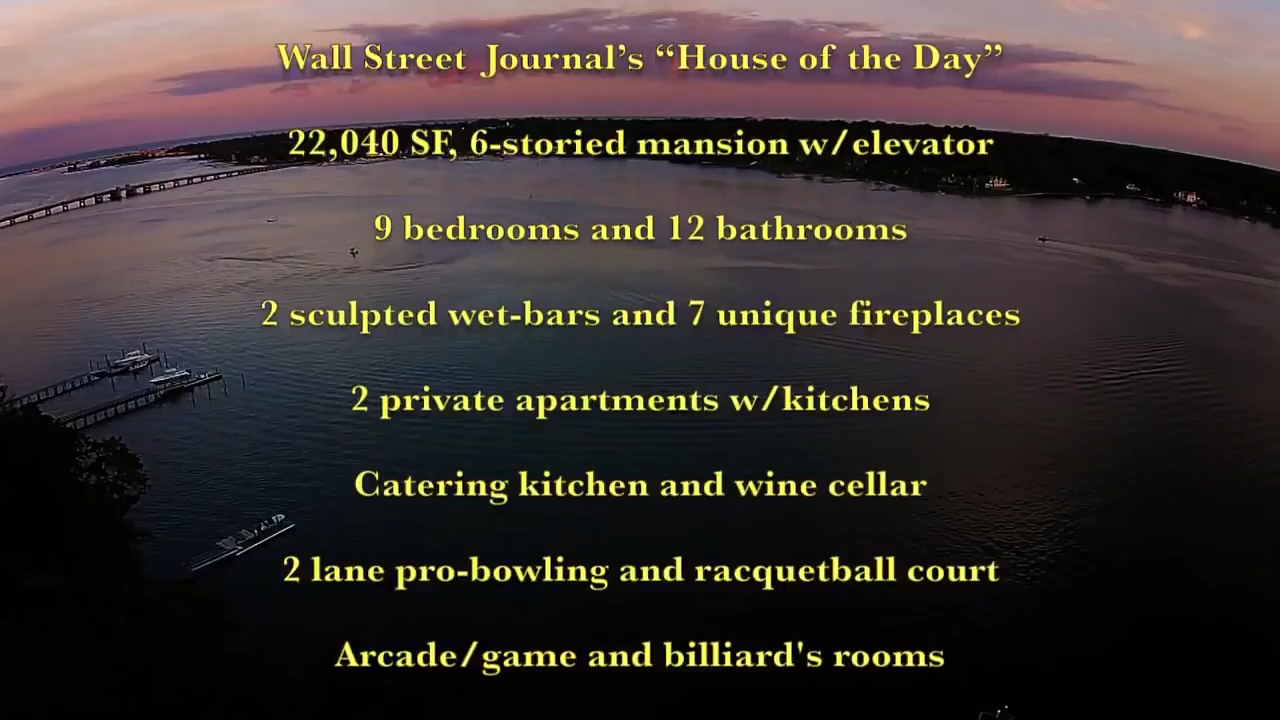 Wall Street Journal’s “House of the Day”
22,040 SF, 6-storied mansion w/elevator
9 bedrooms and 12 bathrooms
2 sculpted wet-bars and 7 unique fireplaces
2 private apartments w/kitchens
Catering kitchen and wine cellar
2 lane pro-bowling and racquetball court
Arcade/game and billiard's rooms